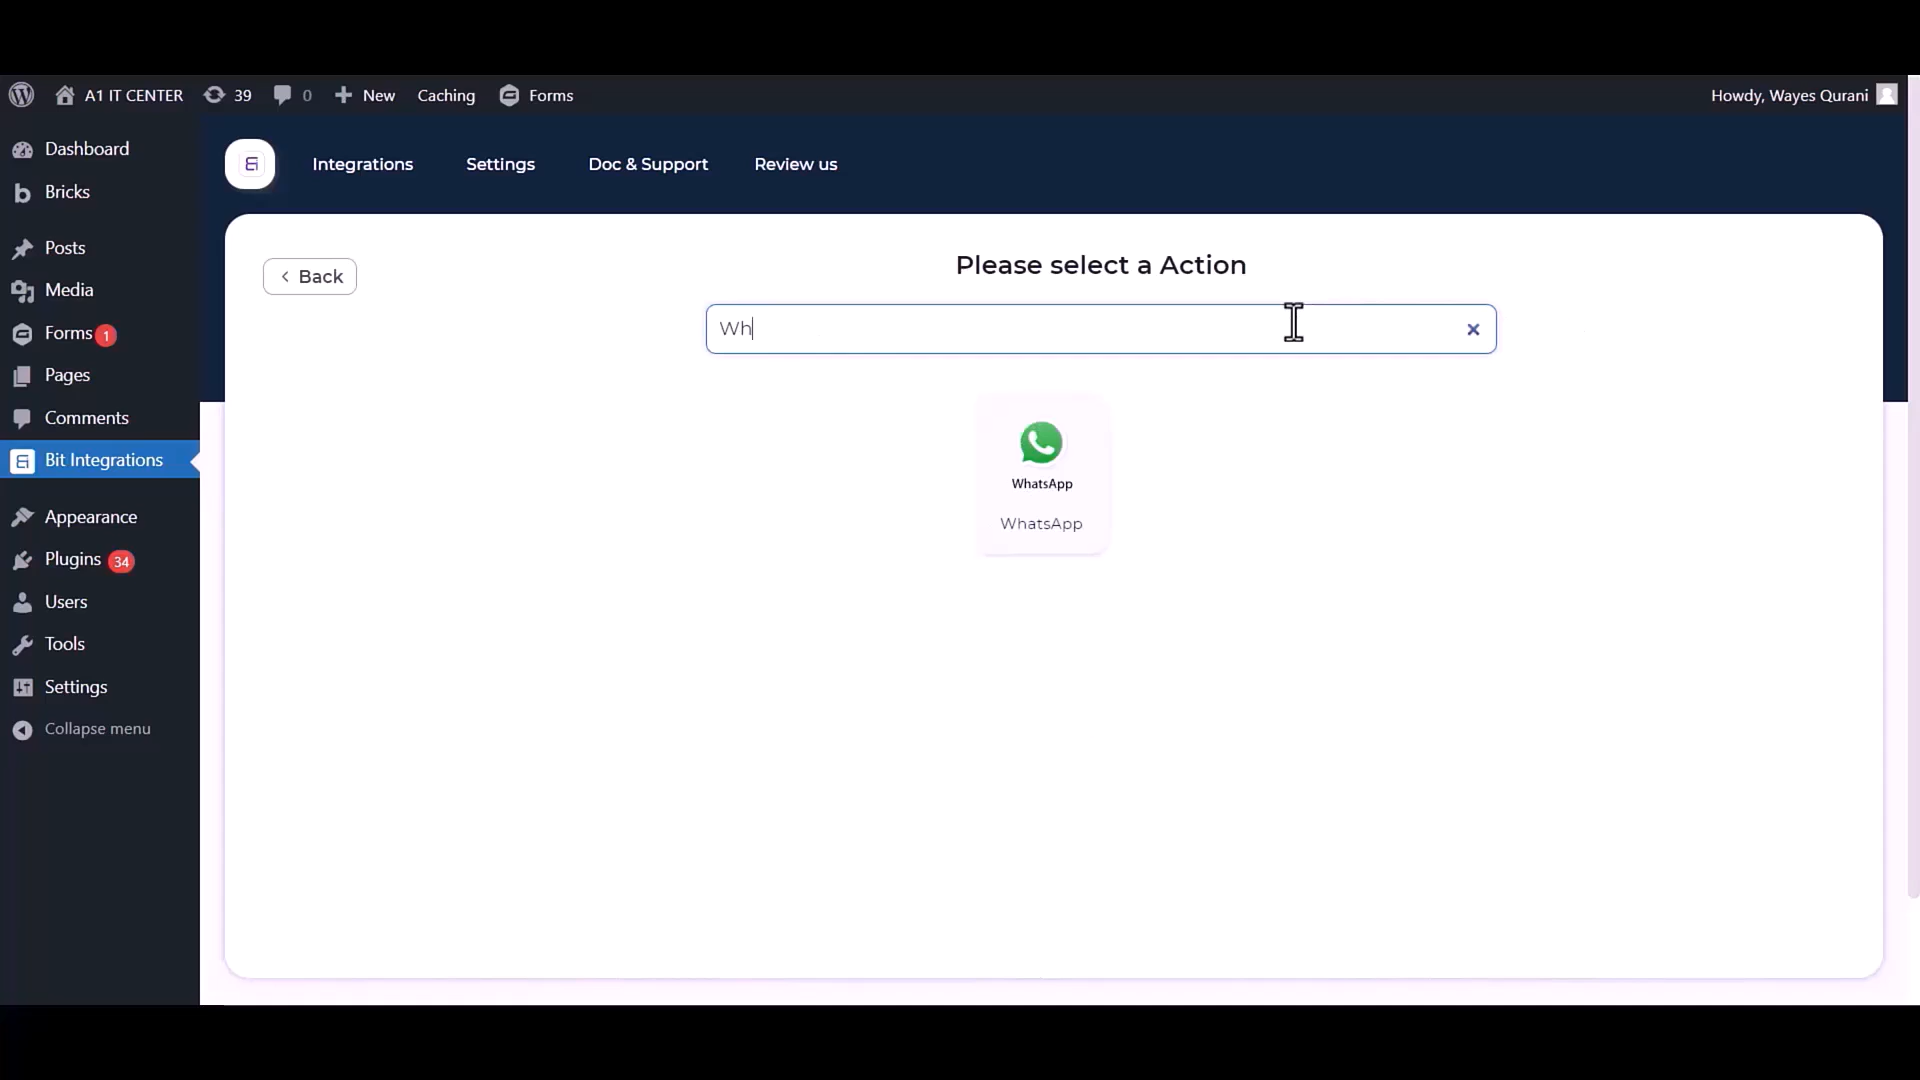 A1 IT CENTER 39 0 New Caching Forms Howdy, Wayes Qurani
Dashboard
Bricks
Posts
Media
Forms 1
Pages
Comments
Bit Integrations
Appearance
Plugins 34
Users
Tools
Settings
Collapse menu
Integrations Settings Doc & Support Review us
Back
Please select a Action
Wh
WhatsApp
WhatsApp